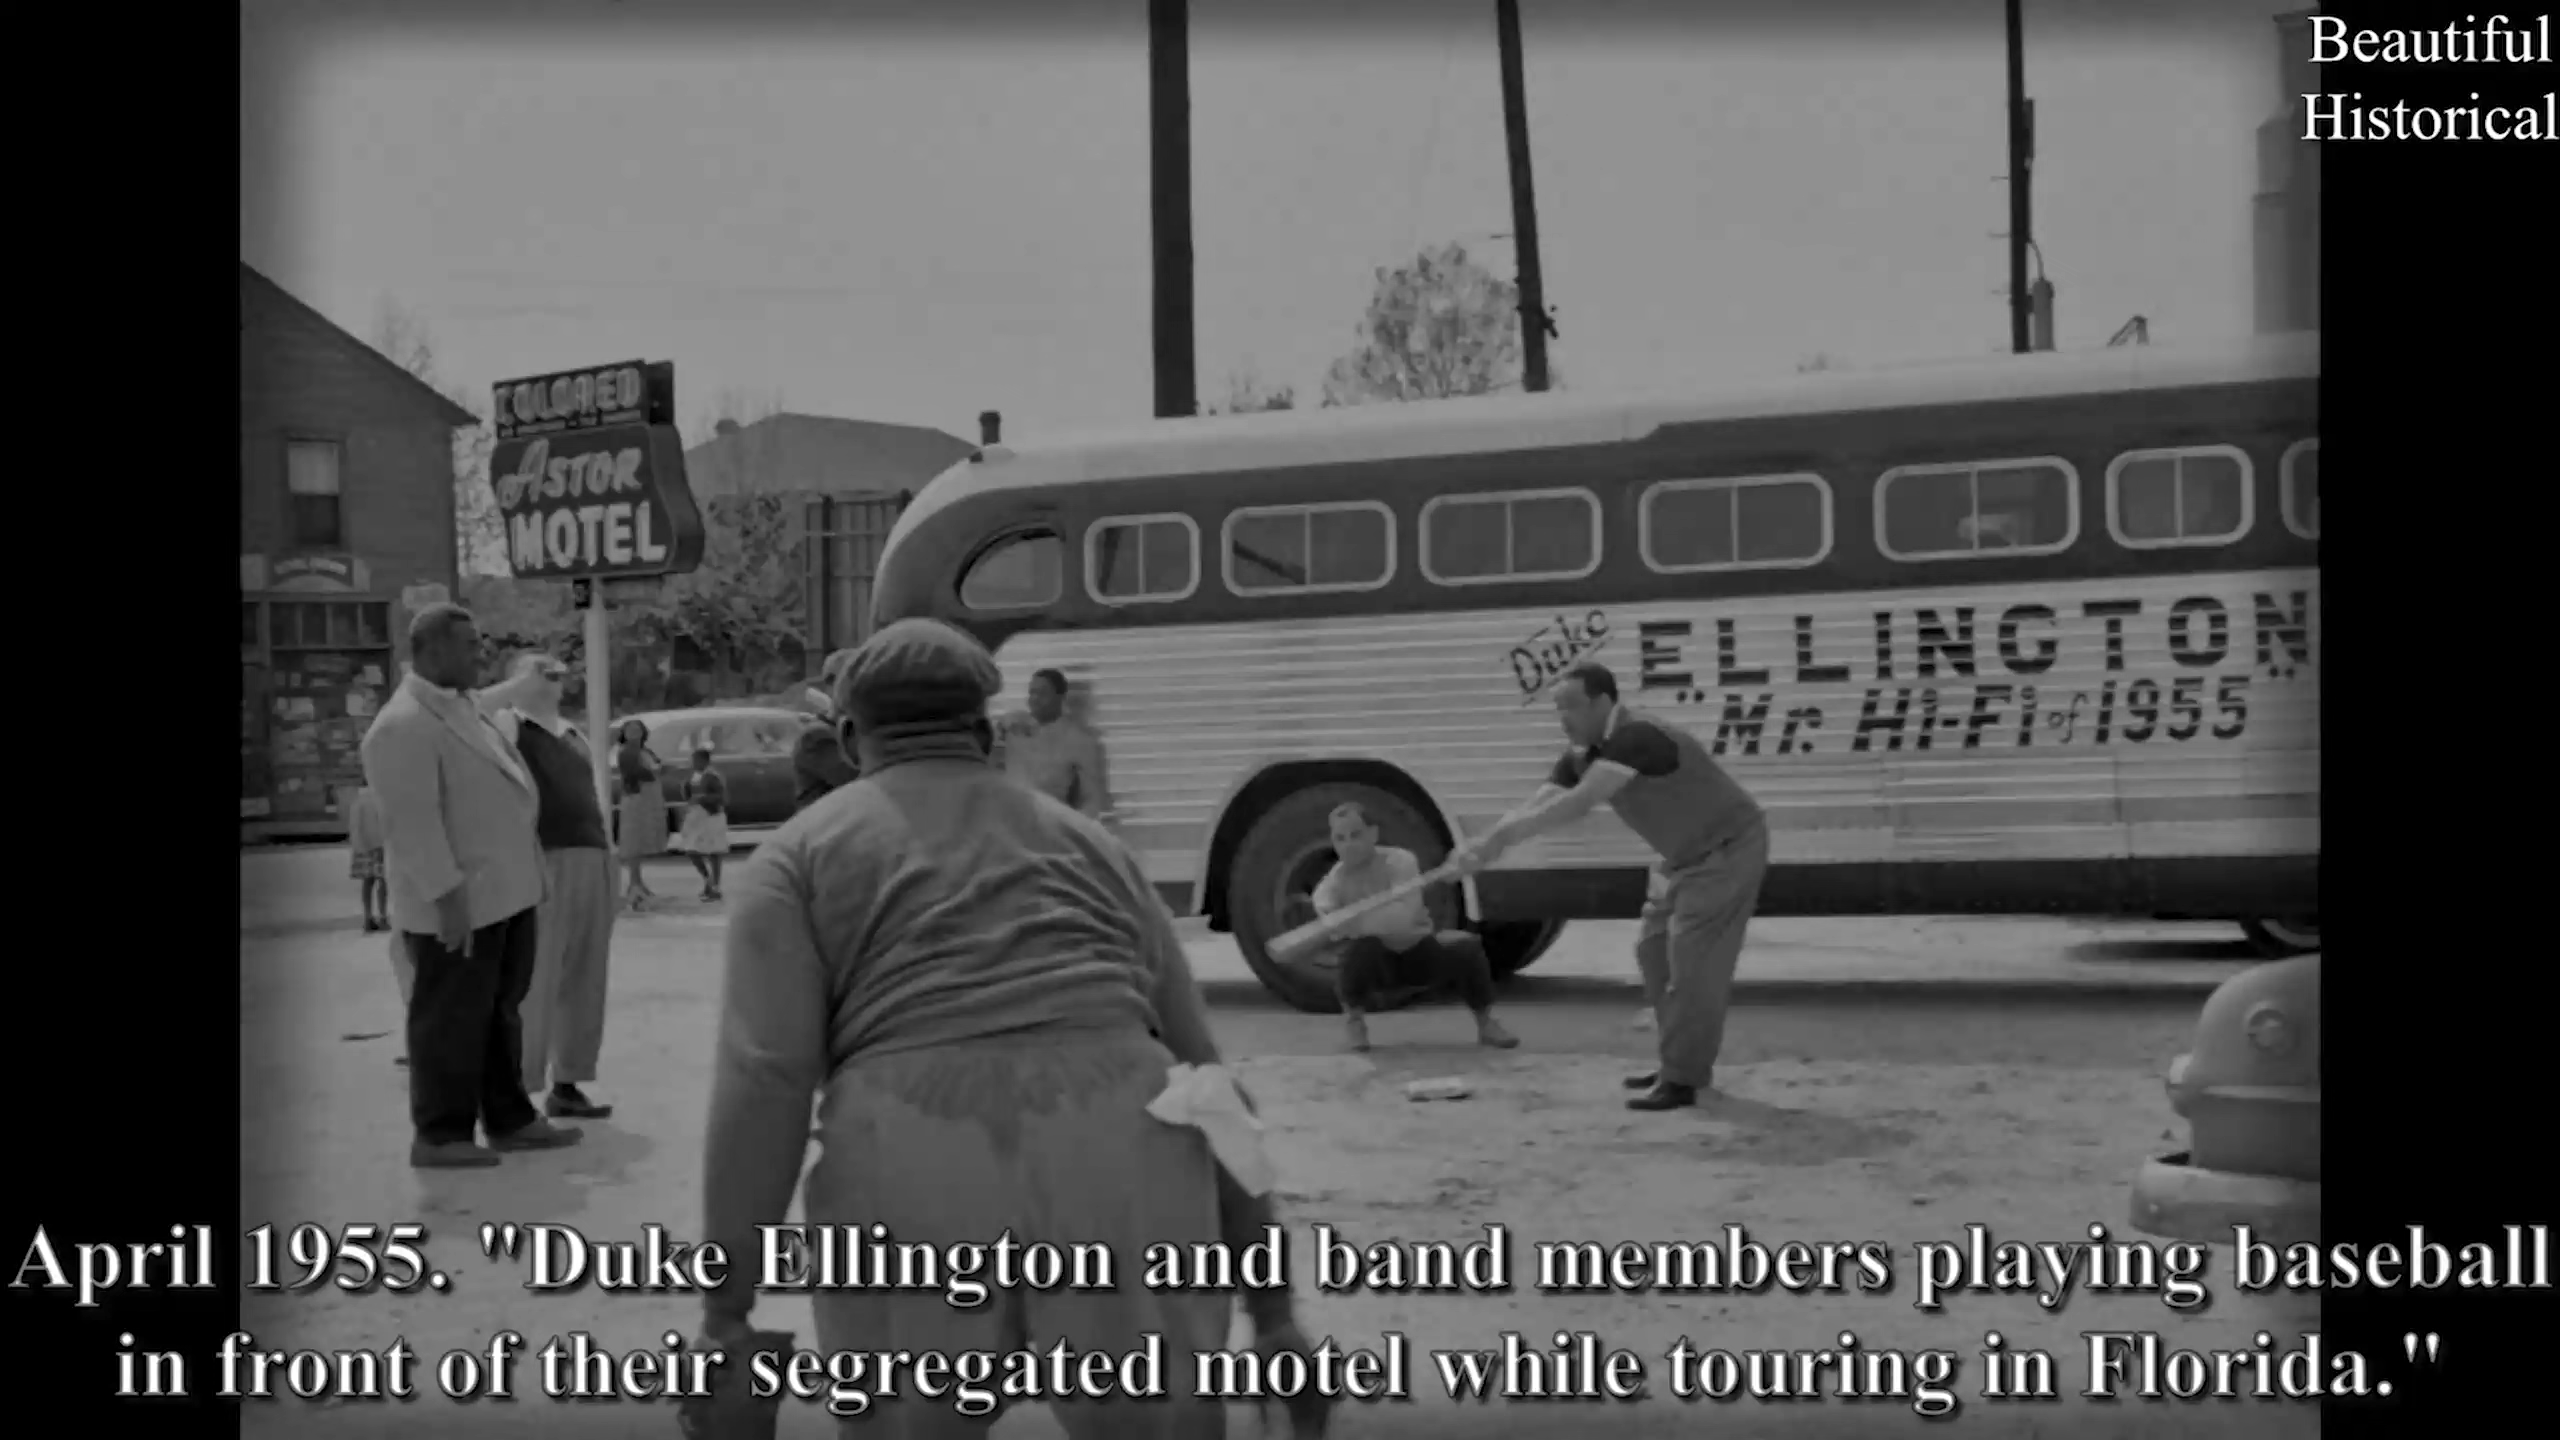 Beautiful
Historical
COLORED
Astor
MOTEL
Duke ELLINGTON
"Mr. Hi-Fi of 1955"
April 1955. "Duke Ellington and band members playing baseball
in front of their segregated motel while touring in Florida."